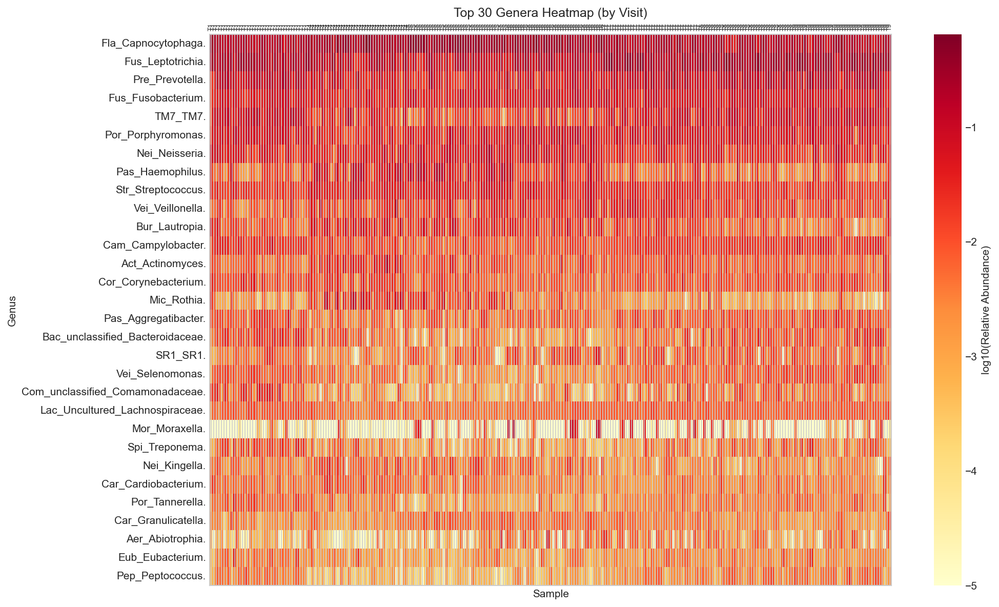 Top 30 Genera Heatmap (by Visit)
Fla_Capnocytophaga.
Fus_Leptotrichia.
Pre_Prevotella.
Fus_Fusobacterium.
TM7_TM7.
Por_Porphyromonas.
Nei_Neisseria.
Pas_Haemophilus.
Str_Streptococcus.
Vei_Veillonella.
Bur_Lautropia.
Cam_Campylobacter.
Act_Actinomyces.
Cor_Corynebacterium.
Mic_Rothia.
Pas_Aggregatibacter.
Bac_unclassified_Bacteroidaceae.
SR1_SR1.
Vei_Selenomonas.
Com_unclassified_Comamonadaceae.
Lac_Uncultured_Lachnospiraceae.
Mor_Moraxella.
Spi_Treponema.
Nei_Kingella.
Car_Cardiobacterium.
Por_Tannerella.
Car_Granulicatella.
Aer_Abiotrophia.
Eub_Eubacterium.
Pep_Peptococcus.
Genus
Sample
−1
−2
−3
−4
−5
log10(Relative Abundance)